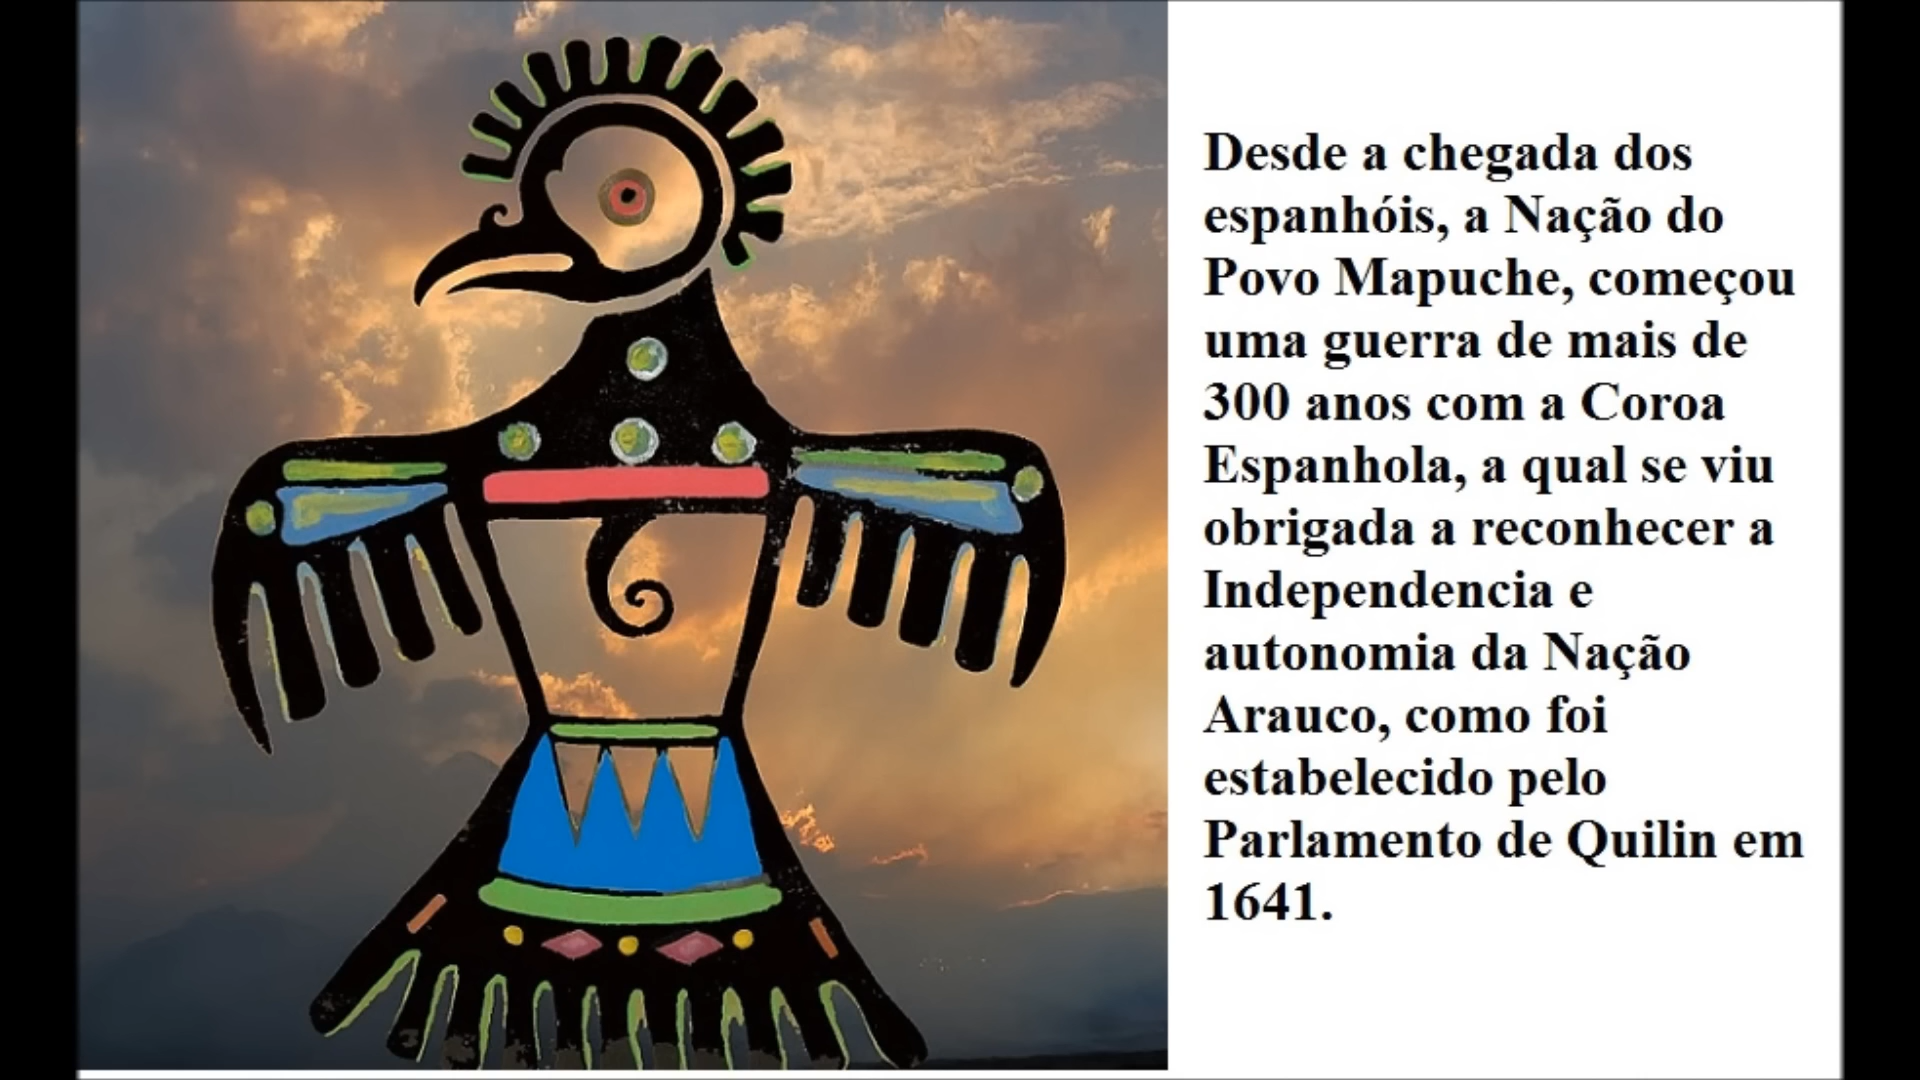 Desde a chegada dos
espanhóis, a Nação do
Povo Mapuche, começou
uma guerra de mais de
300 anos com a Coroa
Espanhola, a qual se viu
obrigada a reconhecer a
Independencia e
autonomia da Nação
Arauco, como foi
estabelecido pelo
Parlamento de Quilin em
1641.